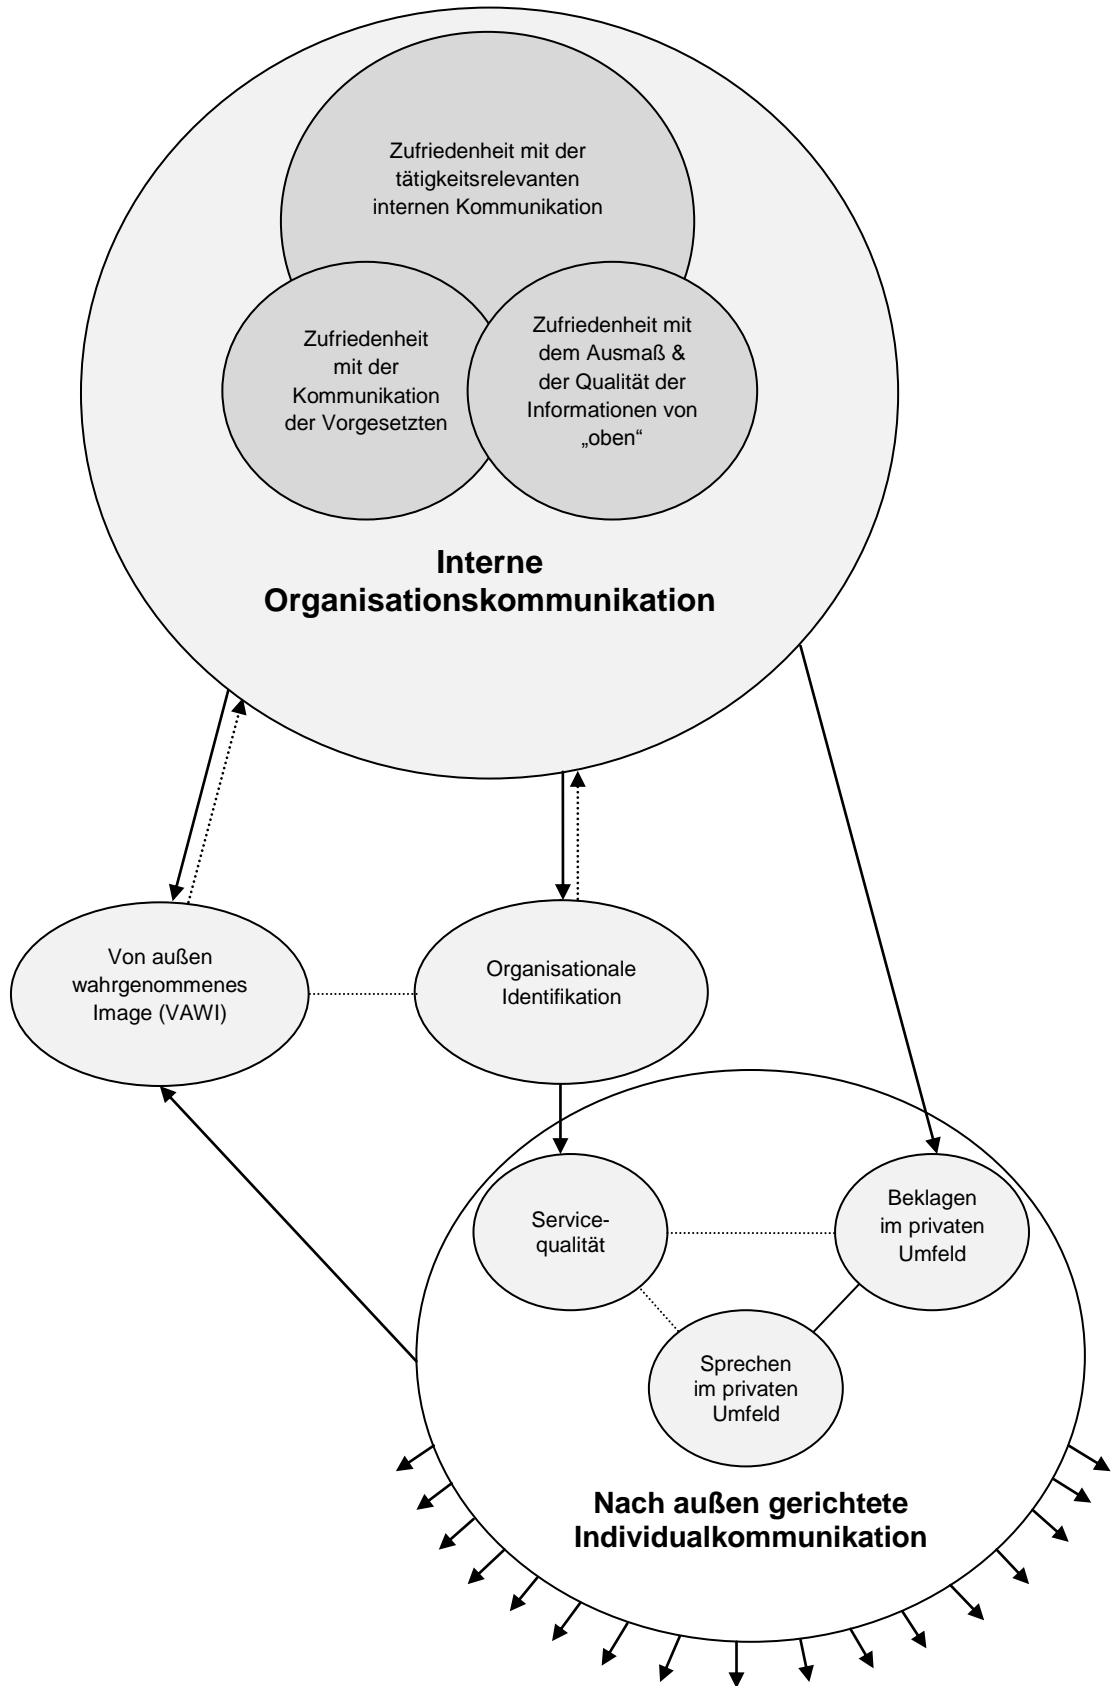 Zufriedenheit mit der
tätigkeitsrelevanten
internen Kommunikation
Zufriedenheit
mit der
Kommunikation
der Vorgesetzten
Zufriedenheit mit
dem Ausmaß &
der Qualität der
Informationen von
„oben“
Interne
Organisationskommunikation
Von außen
wahrgenommenes
Image (VAWI)
Organisationale
Identifikation
Service-
qualität
Beklagen
im privaten
Umfeld
Sprechen
im privaten
Umfeld
Nach außen gerichtete
Individualkommunikation